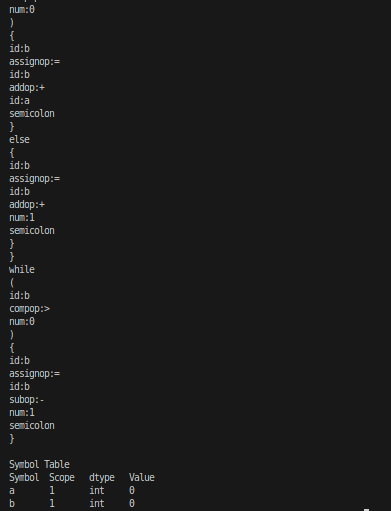 num:0
)
{
id:b
assignop:=
id:b
addop:+
id:a
semicolon
}
else
{
id:b
assignop:=
id:b
addop:+
num:1
semicolon
}
}
while
(
id:b
compop:>
num:0
)
{
id:b
assignop:=
id:b
subop:-
num:1
semicolon
}
Symbol Table
Symbol Scope dtype Value
a 1 int 0
b 1 int 0